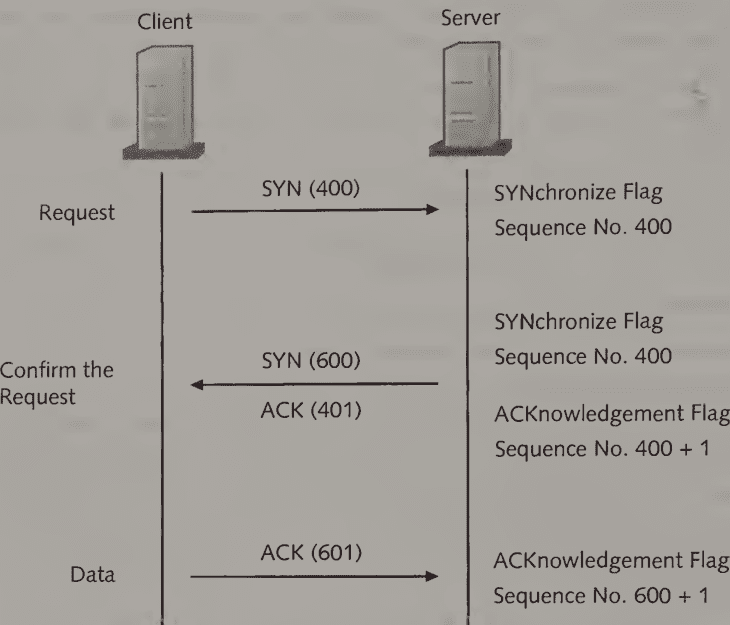 Client
Server
SYN (400)
Request
SYNchronize Flag
Sequence No. 400
SYN (600)
ACK (401)
Confirm the
Request
SYNchronize Flag
Sequence No. 400
ACKnowledgement Flag
Sequence No. 400 + 1
ACK (601)
Data
ACKnowledgement Flag
Sequence No. 600 + 1